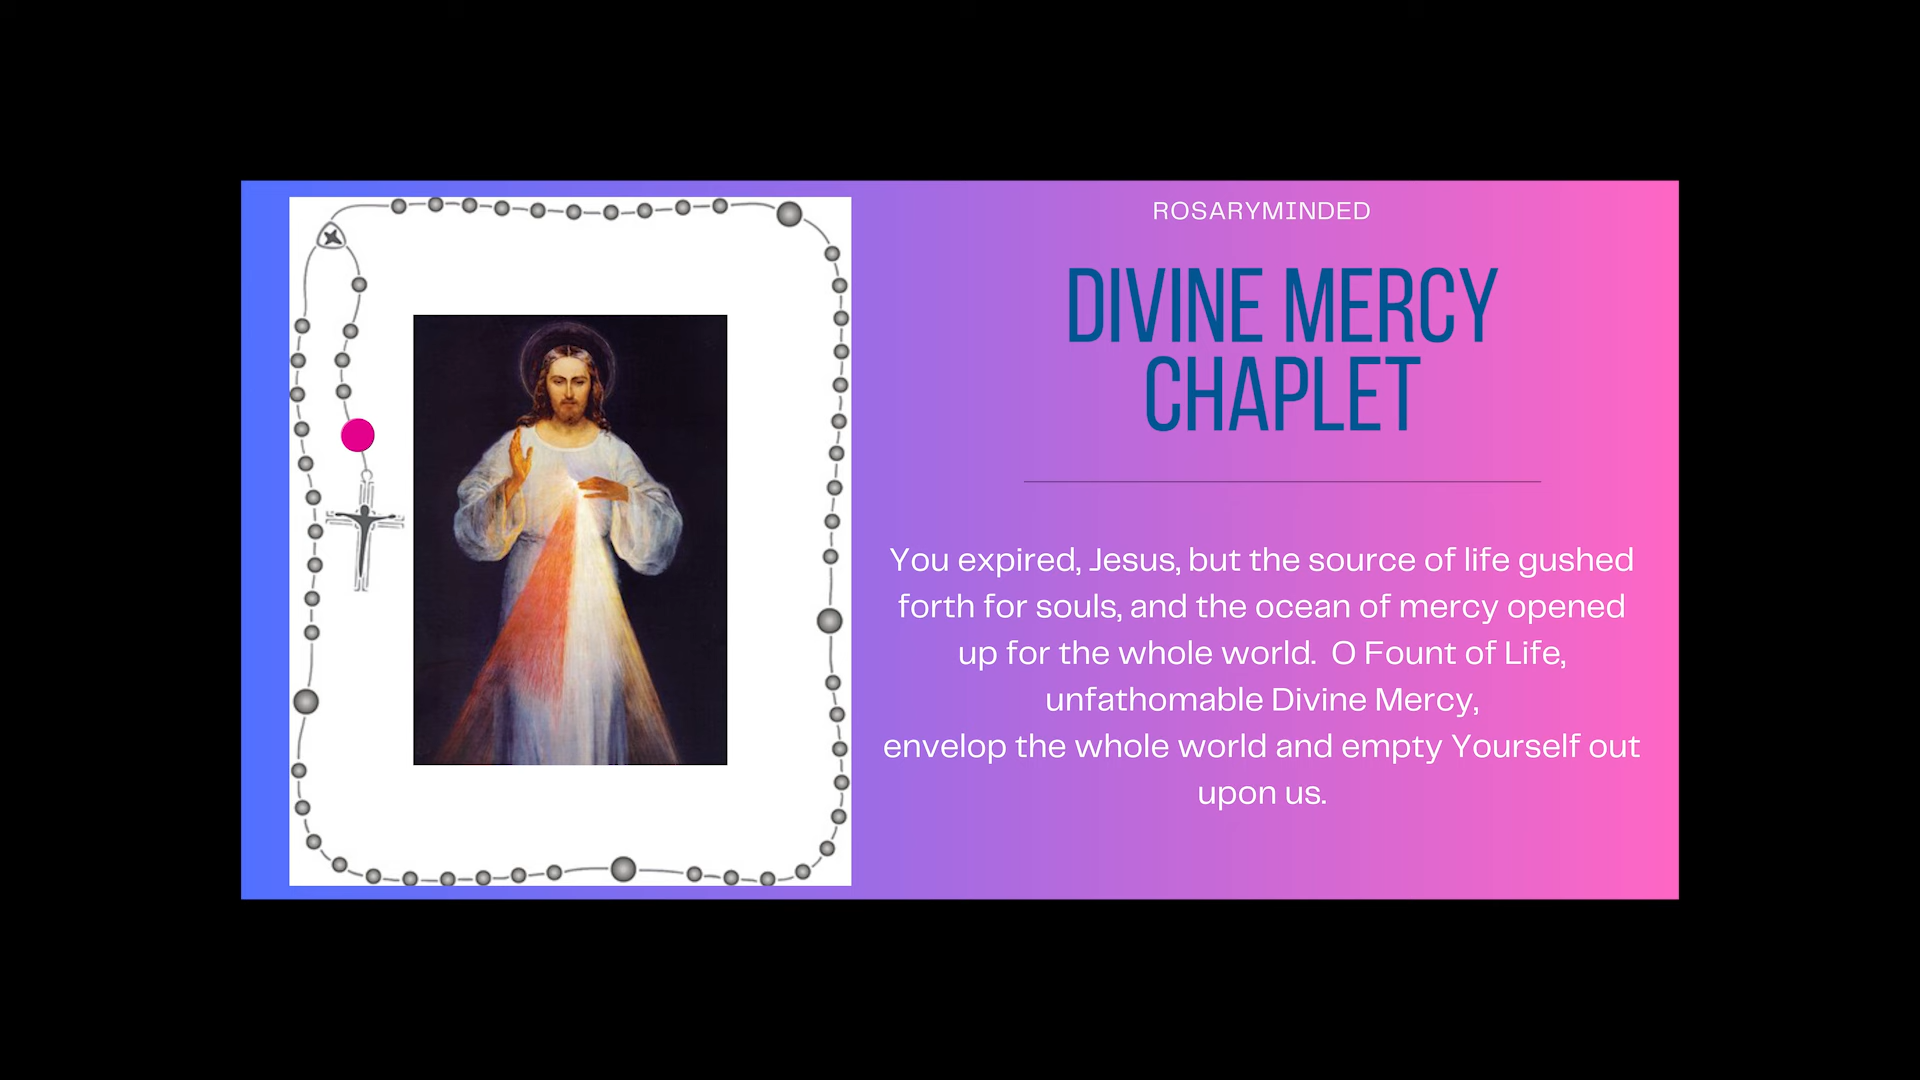 ROSARYMINDED
DIVINE MERCY
CHAPLET
You expired, Jesus, but the source of life gushed
forth for souls, and the ocean of mercy opened
up for the whole world.  O Fount of Life,
unfathomable Divine Mercy,
envelop the whole world and empty Yourself out
upon us.